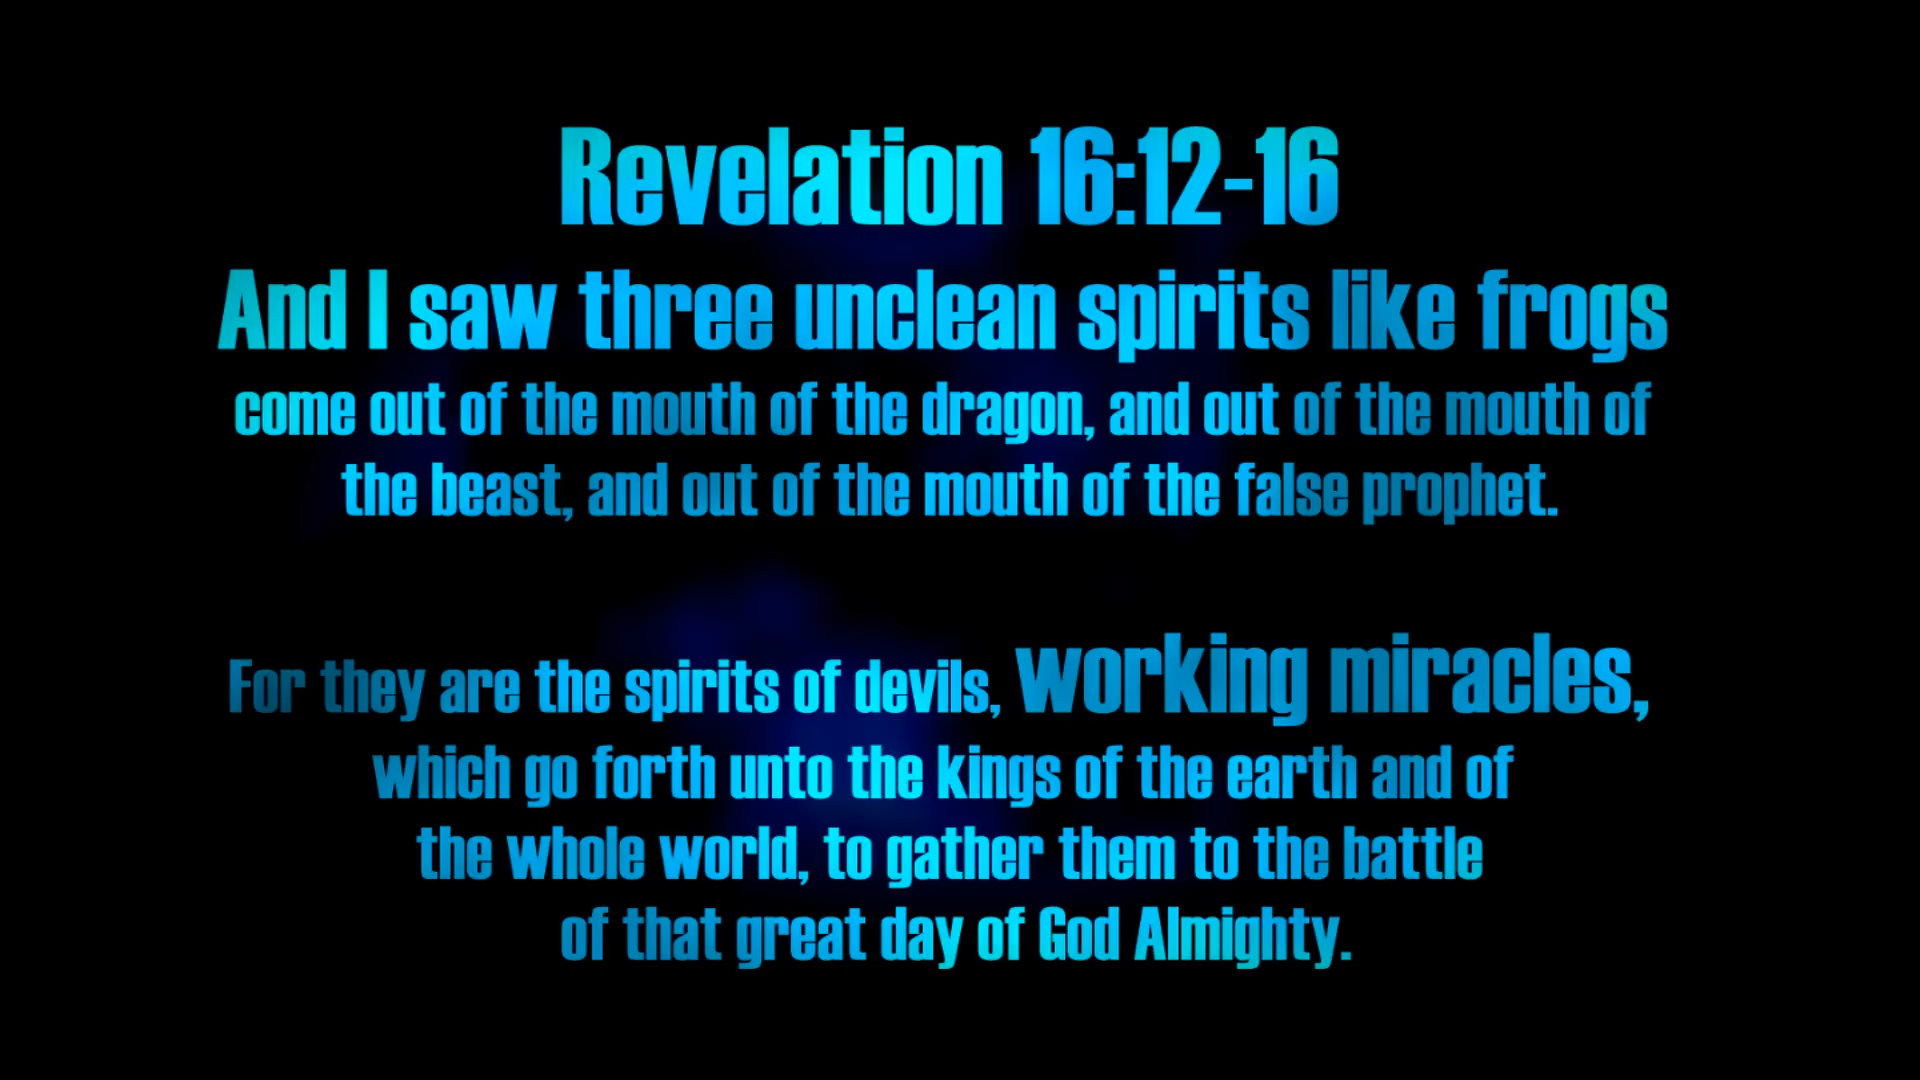 Revelation 16:12-16
And I saw three unclean spirits like frogs
come out of the mouth of the dragon, and out of the mouth of
the beast, and out of the mouth of the false prophet.
For they are the spirits of devils, working miracles,
which go forth unto the kings of the earth and of
the whole world, to gather them to the battle
of that great day of God Almighty.